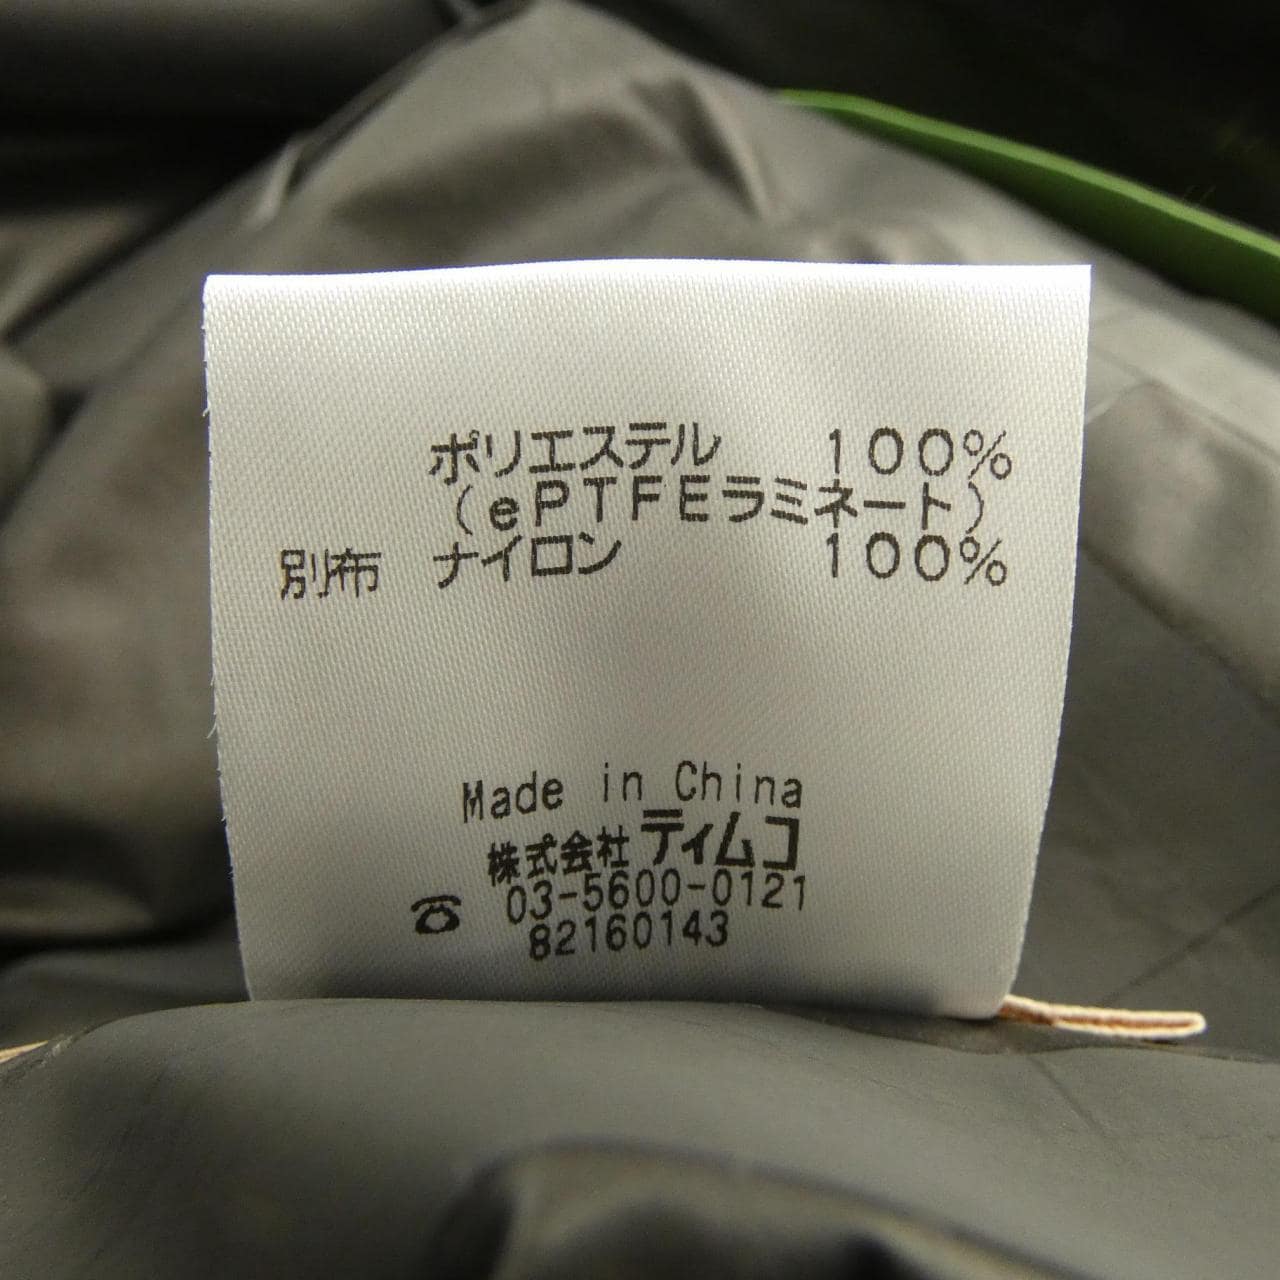 ポリエステル　　１００％
（ｅＰＴＦＥラミネート）
別布　ナイロン　　　　１００％
Made in China
株式会社ティムコ
☎ 03-5600-0121
82160143